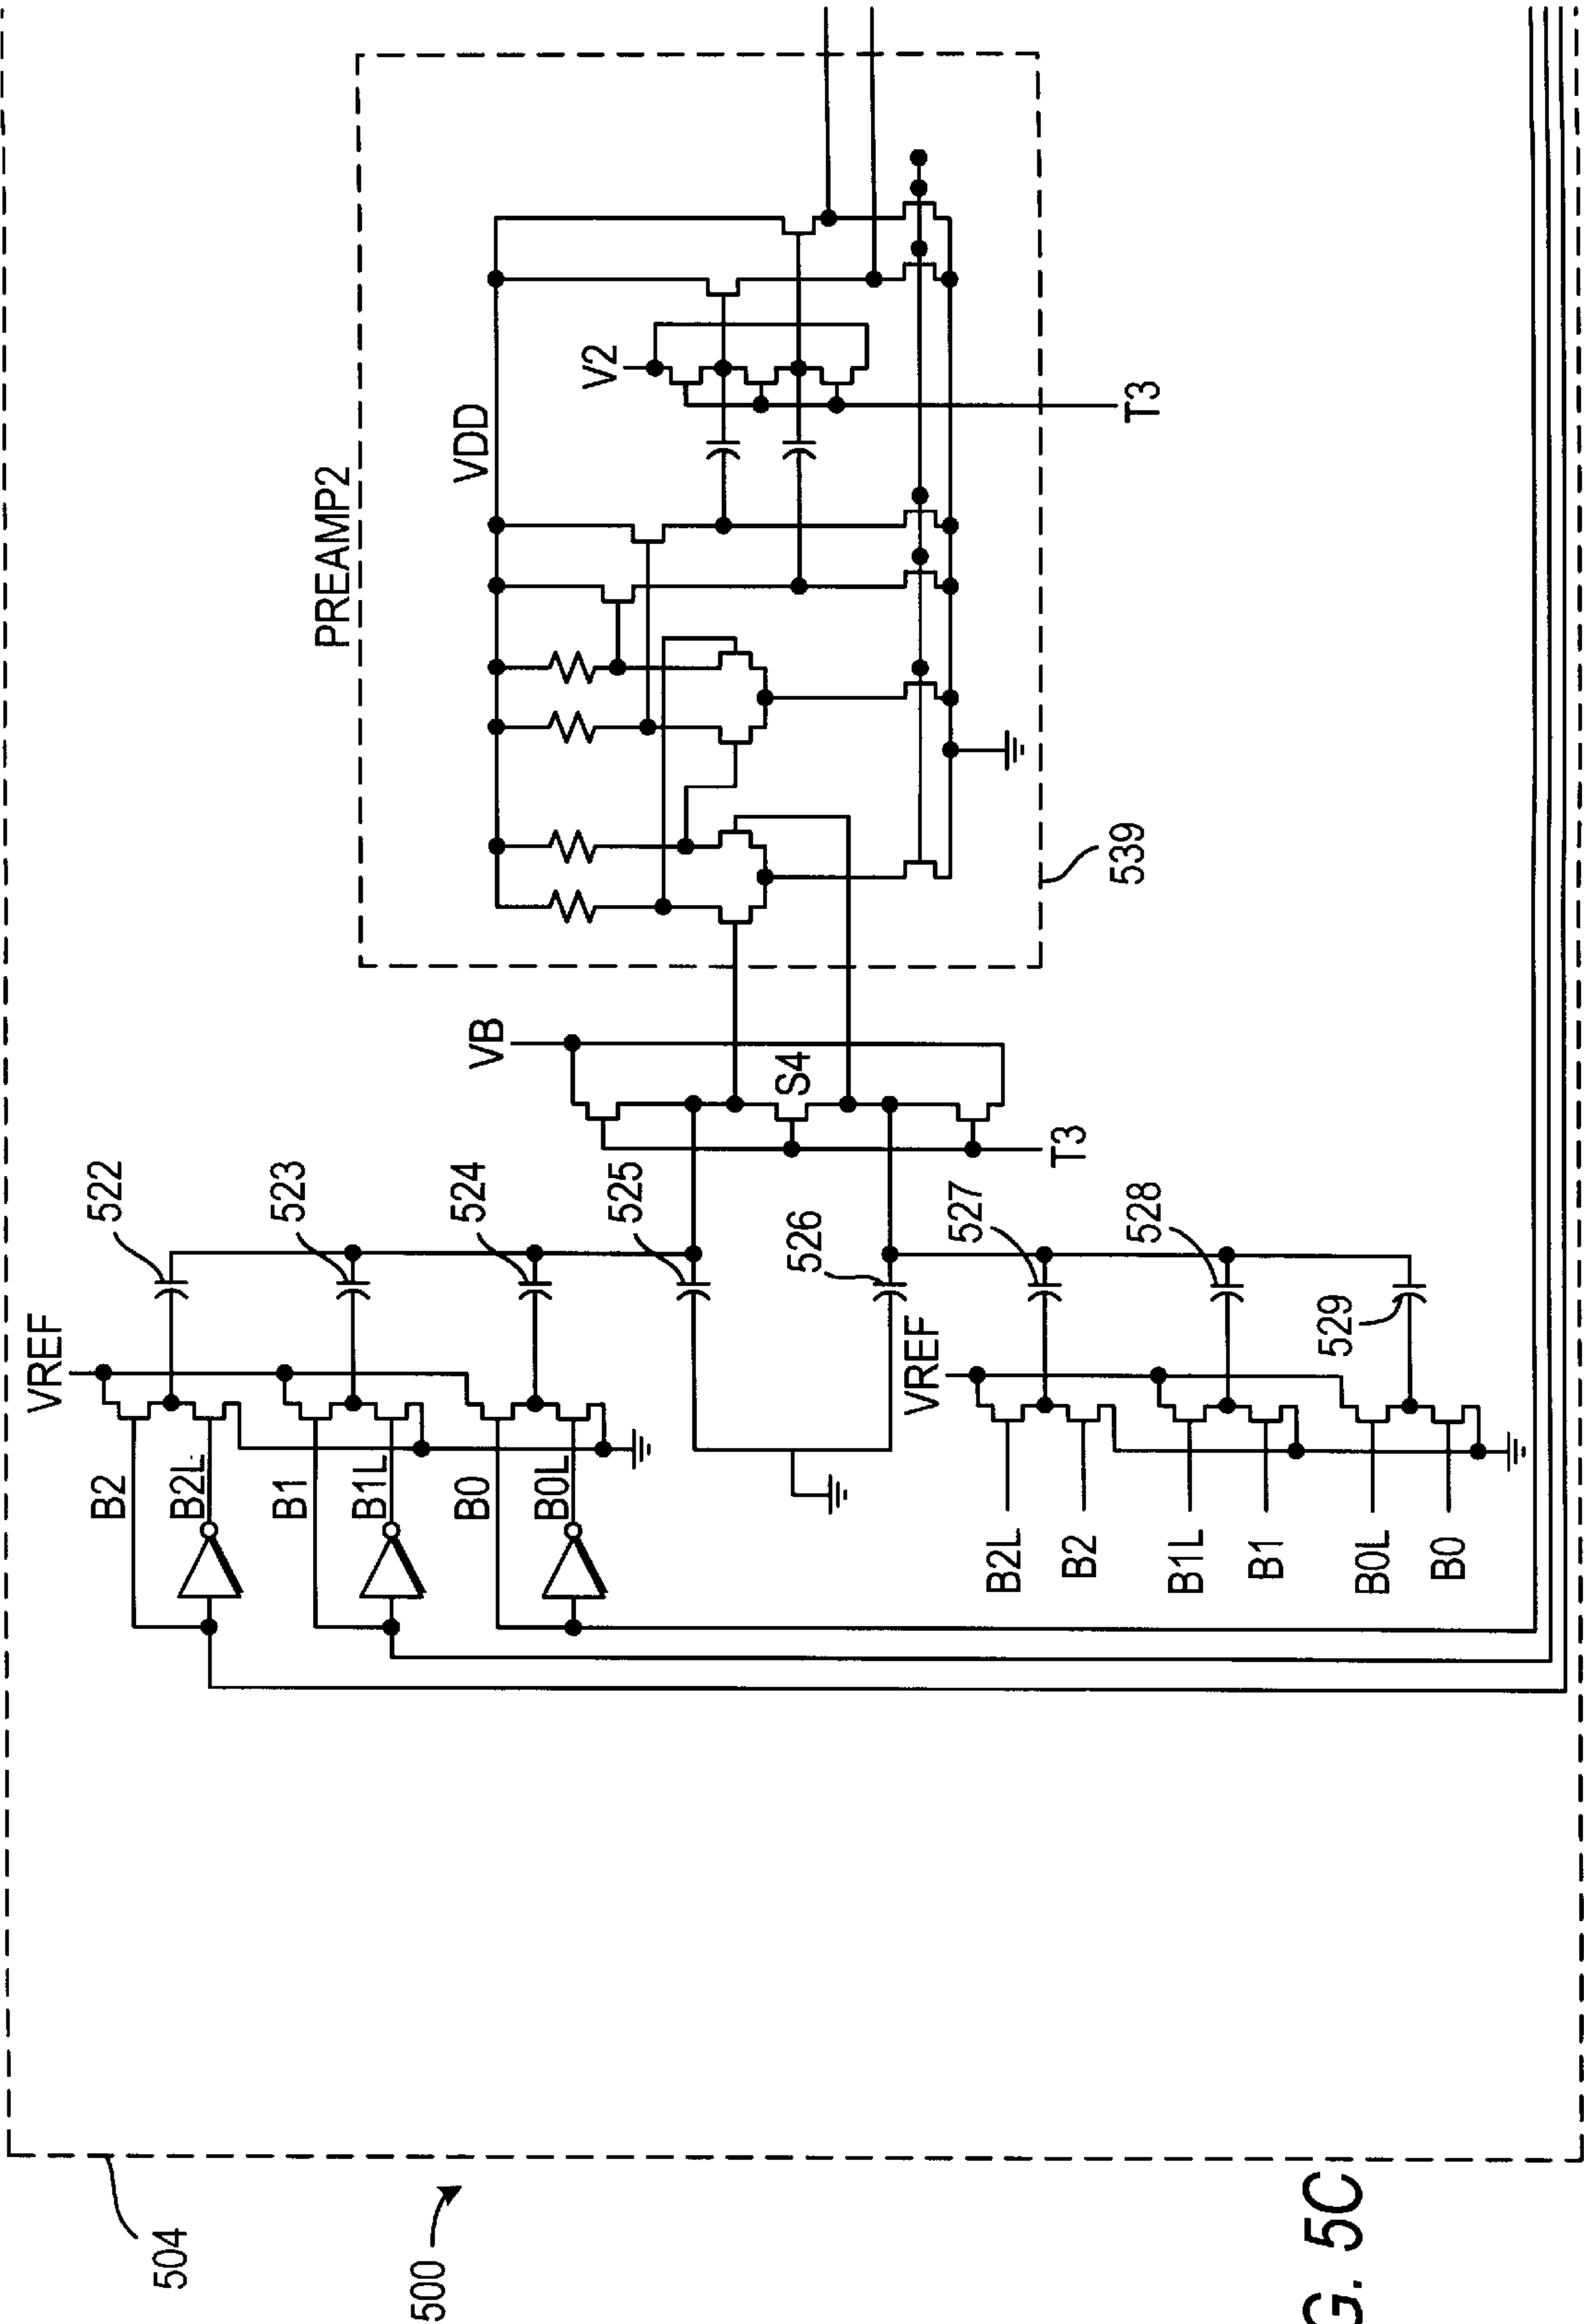 PREAMP2
VDD
V2
T3
539
VB
S4
T3
522
523
524
525
526
527
528
529
VREF
VREF
B2
B2L
B1
B1L
B0
B0L
B2L
B2
B1L
B1
B0L
B0
504
500
G. 5C